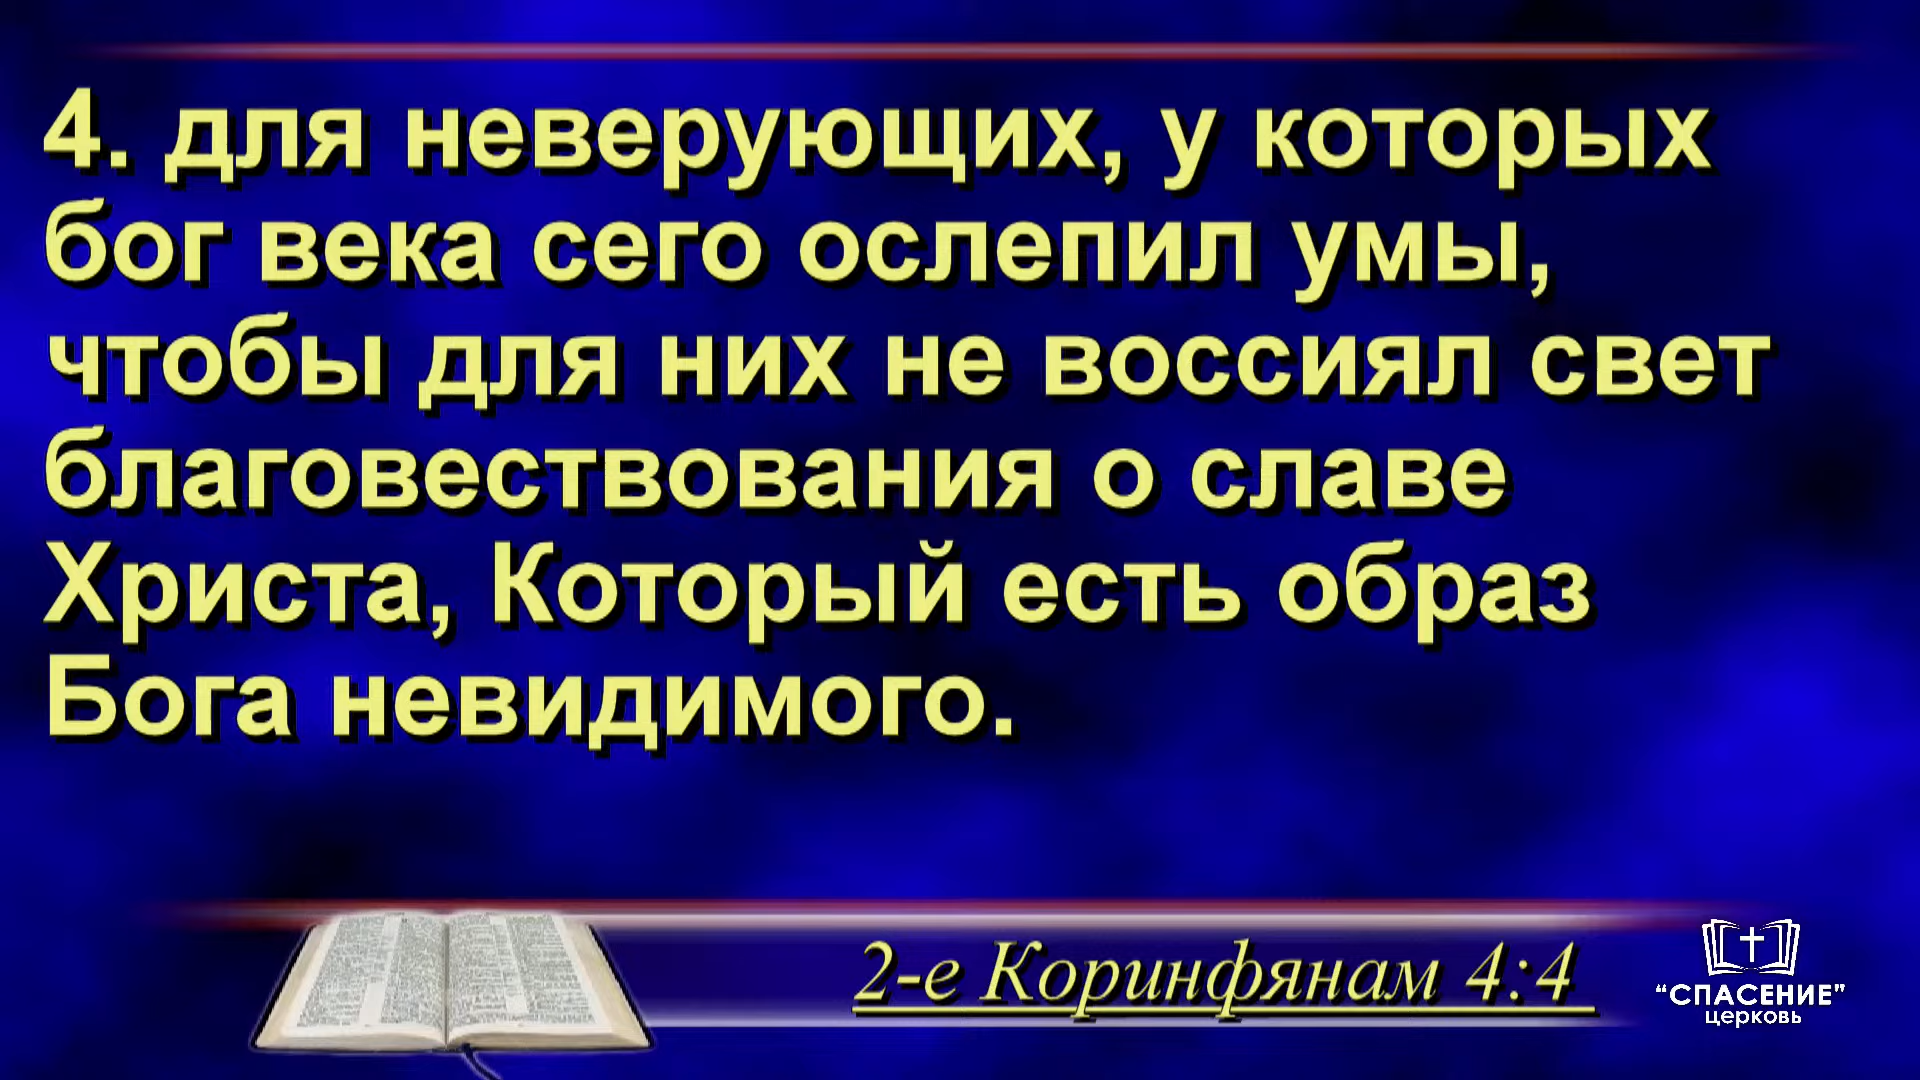 4. для неверующих, у которых
бог века сего ослепил умы,
чтобы для них не воссиял свет
благовествования о славе
Христа, Который есть образ
Бога невидимого.
2-е Коринфянам 4:4
“СПАСЕНИЕ”
церковь